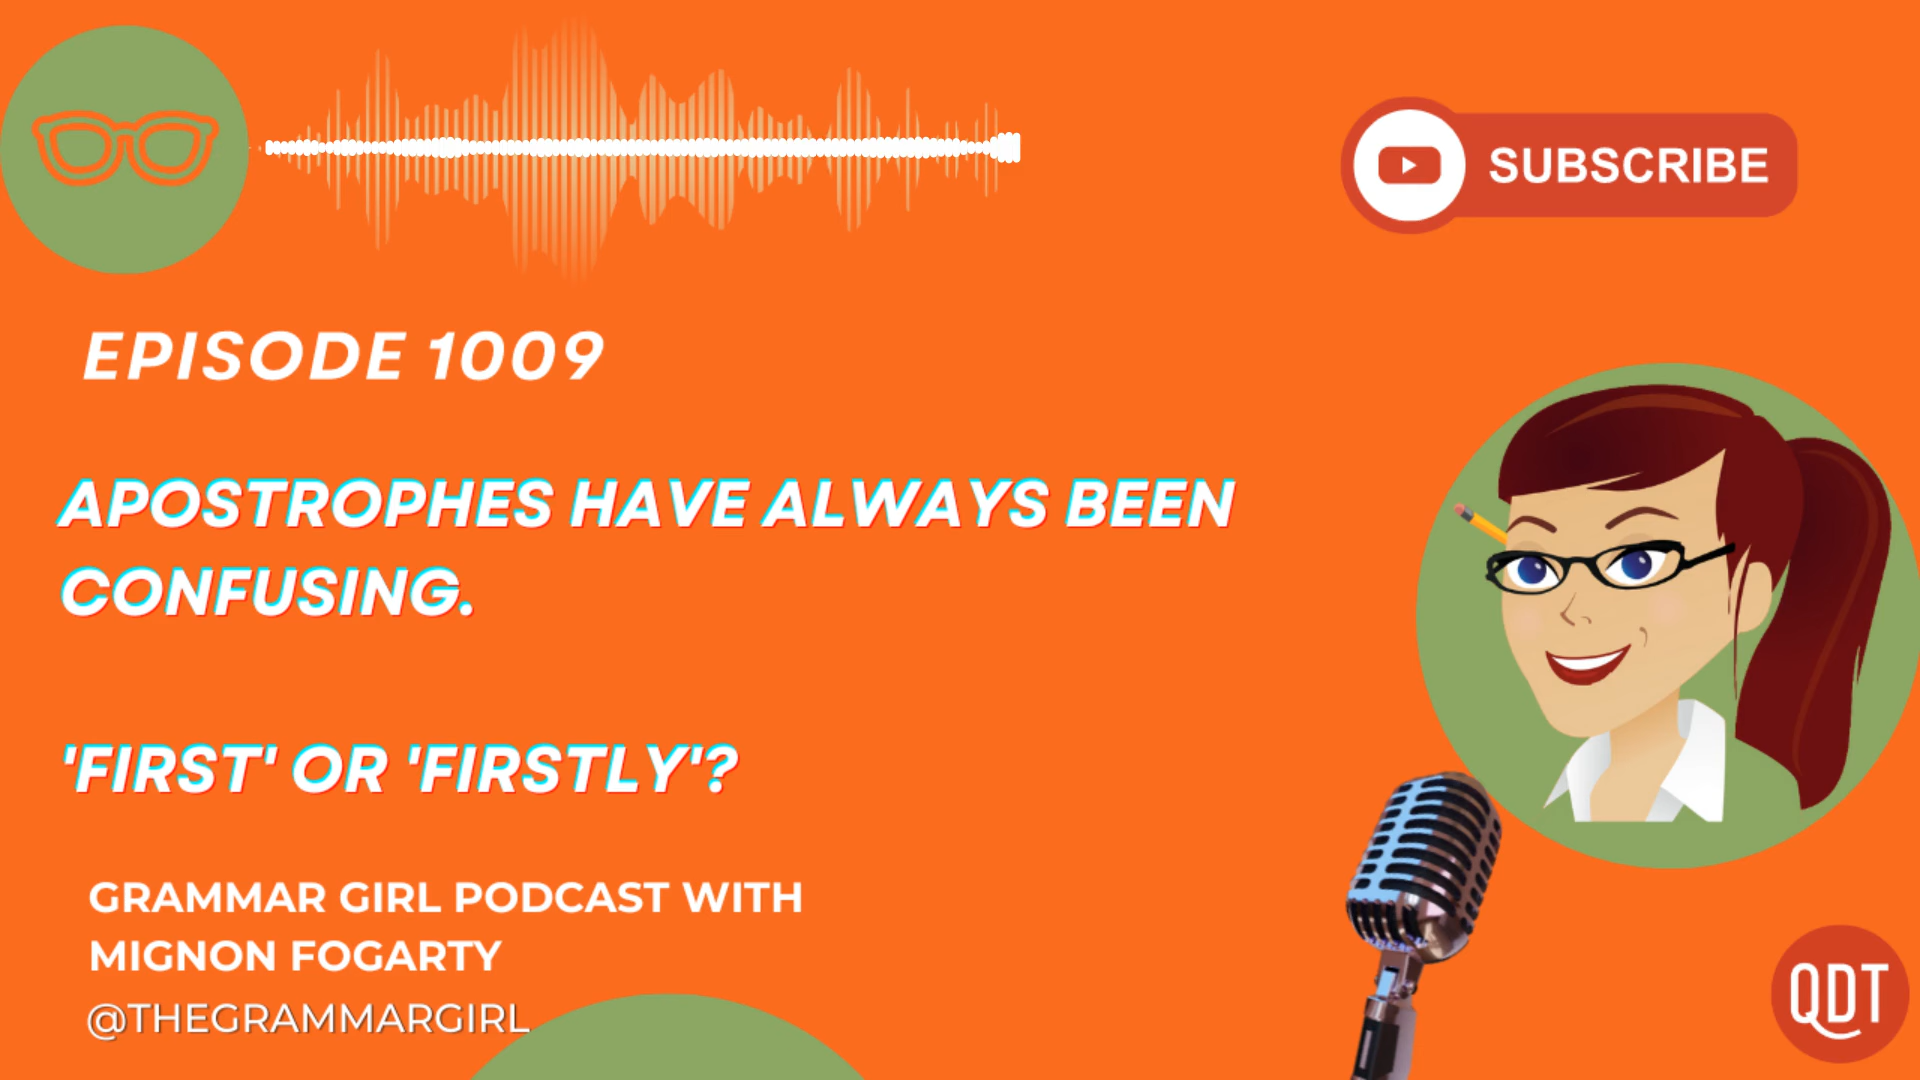 SUBSCRIBE
EPISODE 1009
APOSTROPHES HAVE ALWAYS BEEN
CONFUSING.
'FIRST' OR 'FIRSTLY'?
GRAMMAR GIRL PODCAST WITH
MIGNON FOGARTY
@THEGRAMMARGIRL
QDT